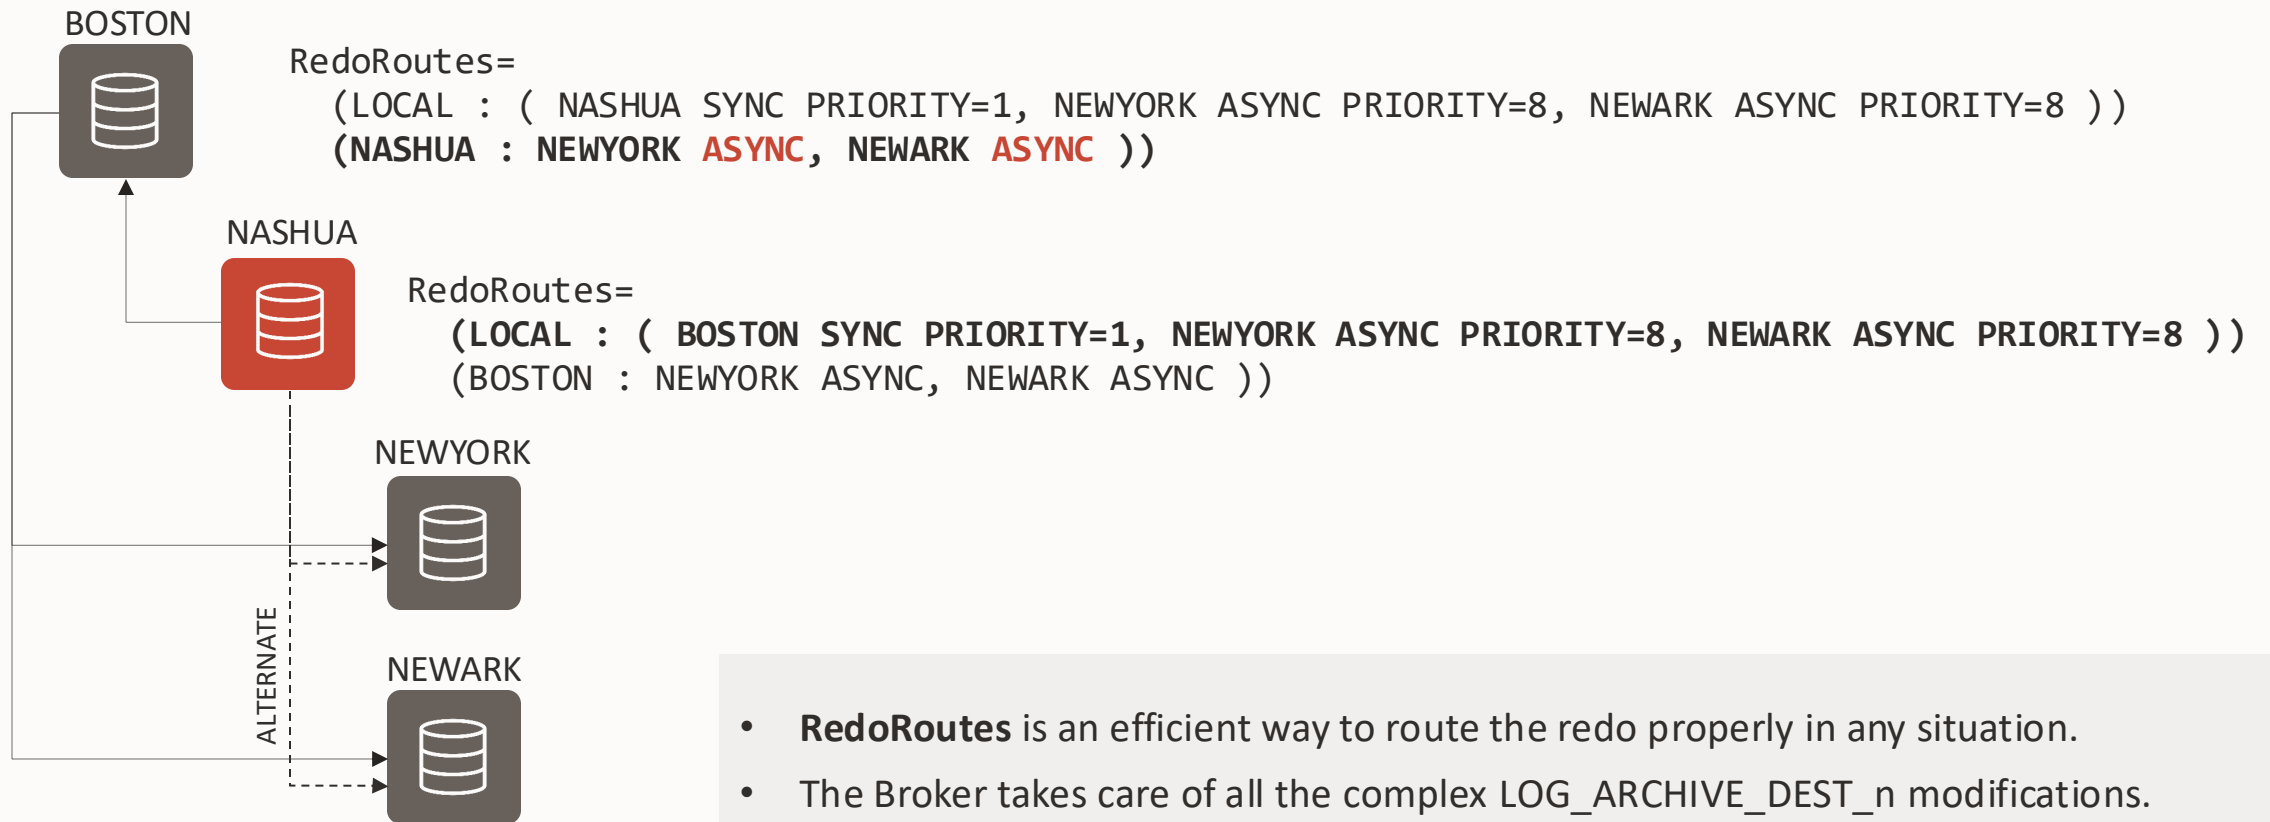 BOSTON
RedoRoutes=
(LOCAL : ( NASHUA SYNC PRIORITY=1, NEWYORK ASYNC PRIORITY=8, NEWARK ASYNC PRIORITY=8 ))
(NASHUA : NEWYORK ASYNC, NEWARK ASYNC ))
NASHUA
RedoRoutes=
(LOCAL : ( BOSTON SYNC PRIORITY=1, NEWYORK ASYNC PRIORITY=8, NEWARK ASYNC PRIORITY=8 ))
(BOSTON : NEWYORK ASYNC, NEWARK ASYNC ))
NEWYORK
ALTERNATE
NEWARK
• RedoRoutes is an efficient way to route the redo properly in any situation.
• The Broker takes care of all the complex LOG_ARCHIVE_DEST_n modifications.